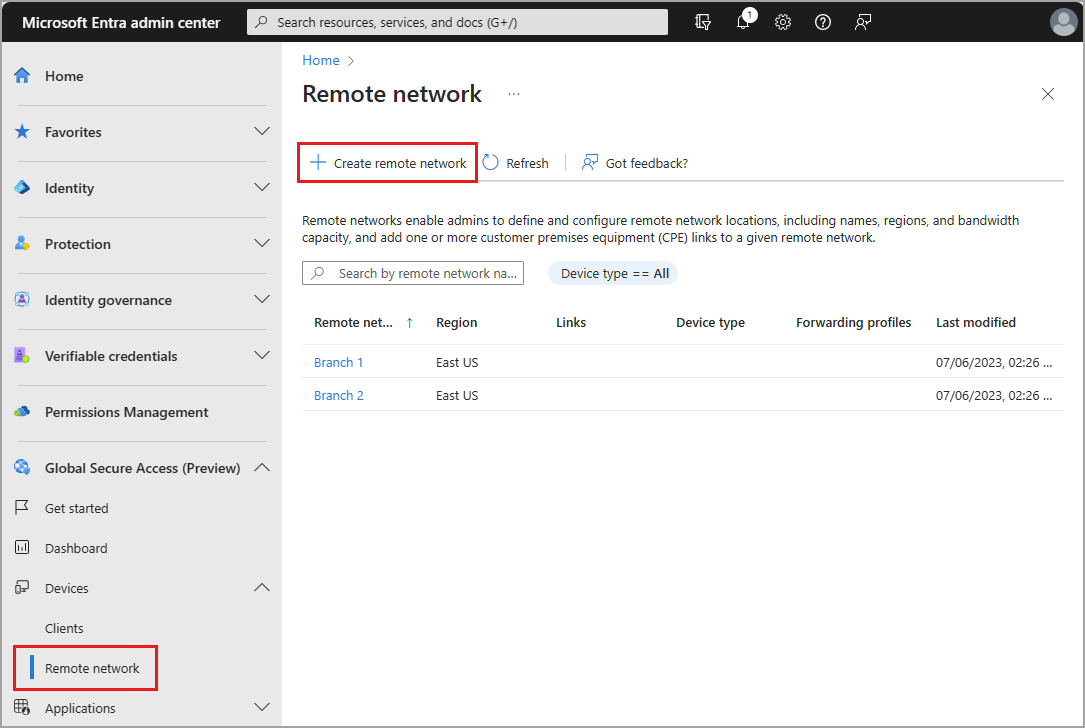 Microsoft Entra admin center
Search resources, services, and docs (G+/)
1
Home
Favorites
Identity
Protection
Identity governance
Verifiable credentials
Permissions Management
Global Secure Access (Preview)
Get started
Dashboard
Devices
Clients
Remote network
Applications
Home
Remote network ...
Create remote network
Refresh
Got feedback?
Remote networks enable admins to define and configure remote network locations, including names, regions, and bandwidth
capacity, and add one or more customer premises equipment (CPE) links to a given remote network.
Search by remote network na...
Device type == All
Remote net... ↑ Region Links Device type Forwarding profiles Last modified
Branch 1 East US 07/06/2023, 02:26 ...
Branch 2 East US 07/06/2023, 02:26 ...